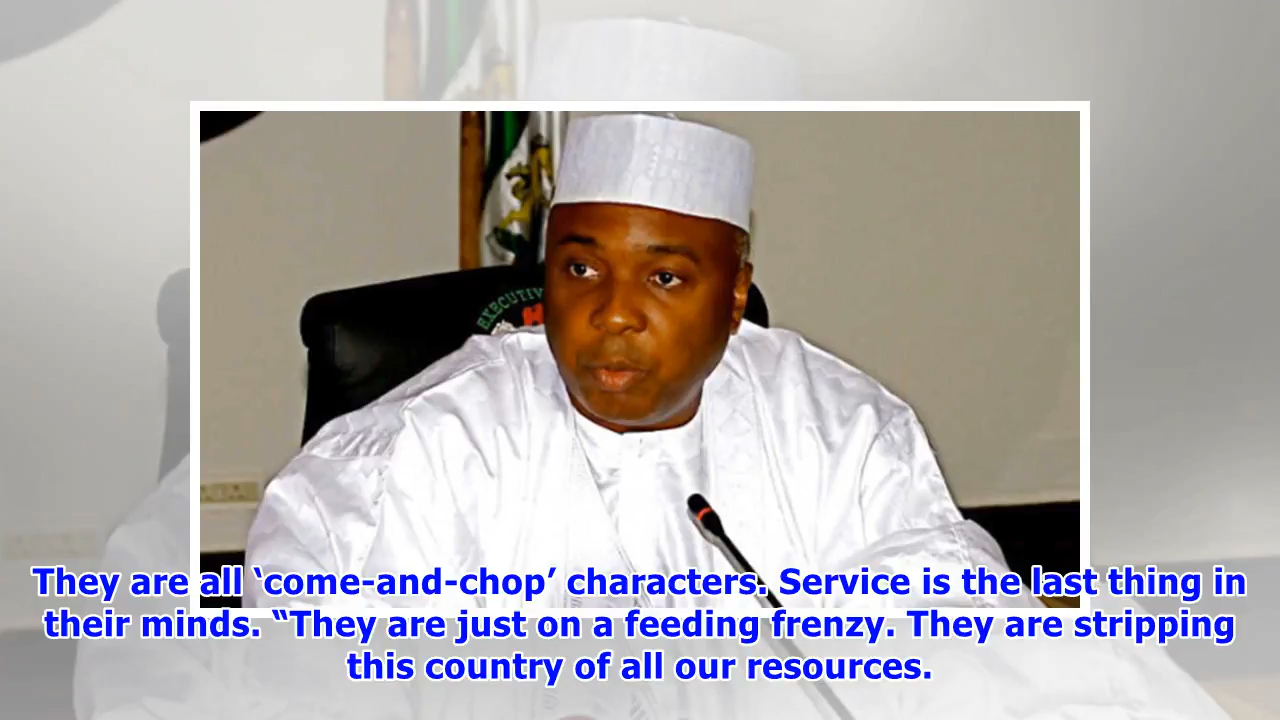 EXECUTIV
They are all ‘come-and-chop’ characters. Service is the last thing in
their minds. “They are just on a feeding frenzy. They are stripping
this country of all our resources.